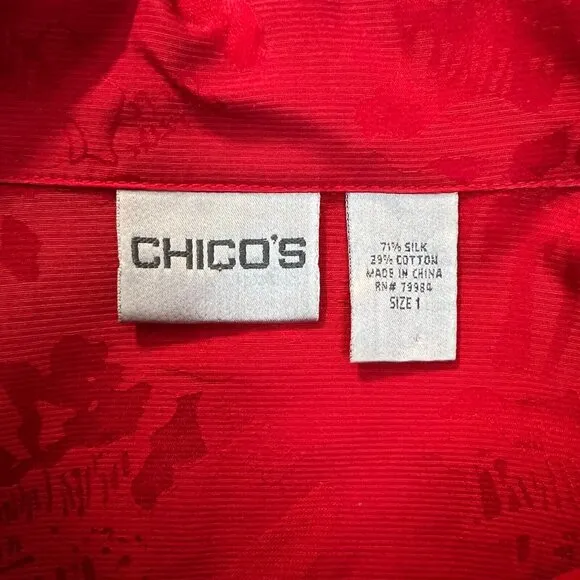 CHICO'S
71% SILK
29% COTTON
MADE IN CHINA
RN# 79984
SIZE 1